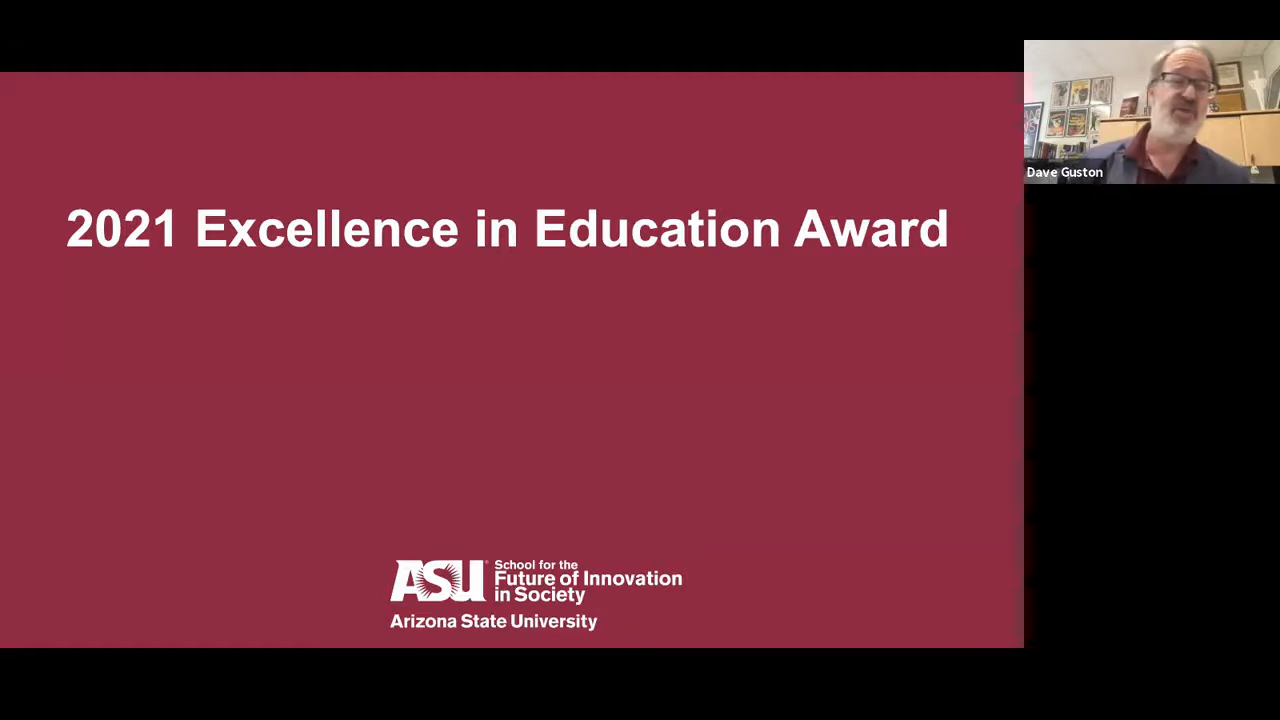 2021 Excellence in Education Award
Dave Guston
ASU
School for the
Future of Innovation
in Society
Arizona State University